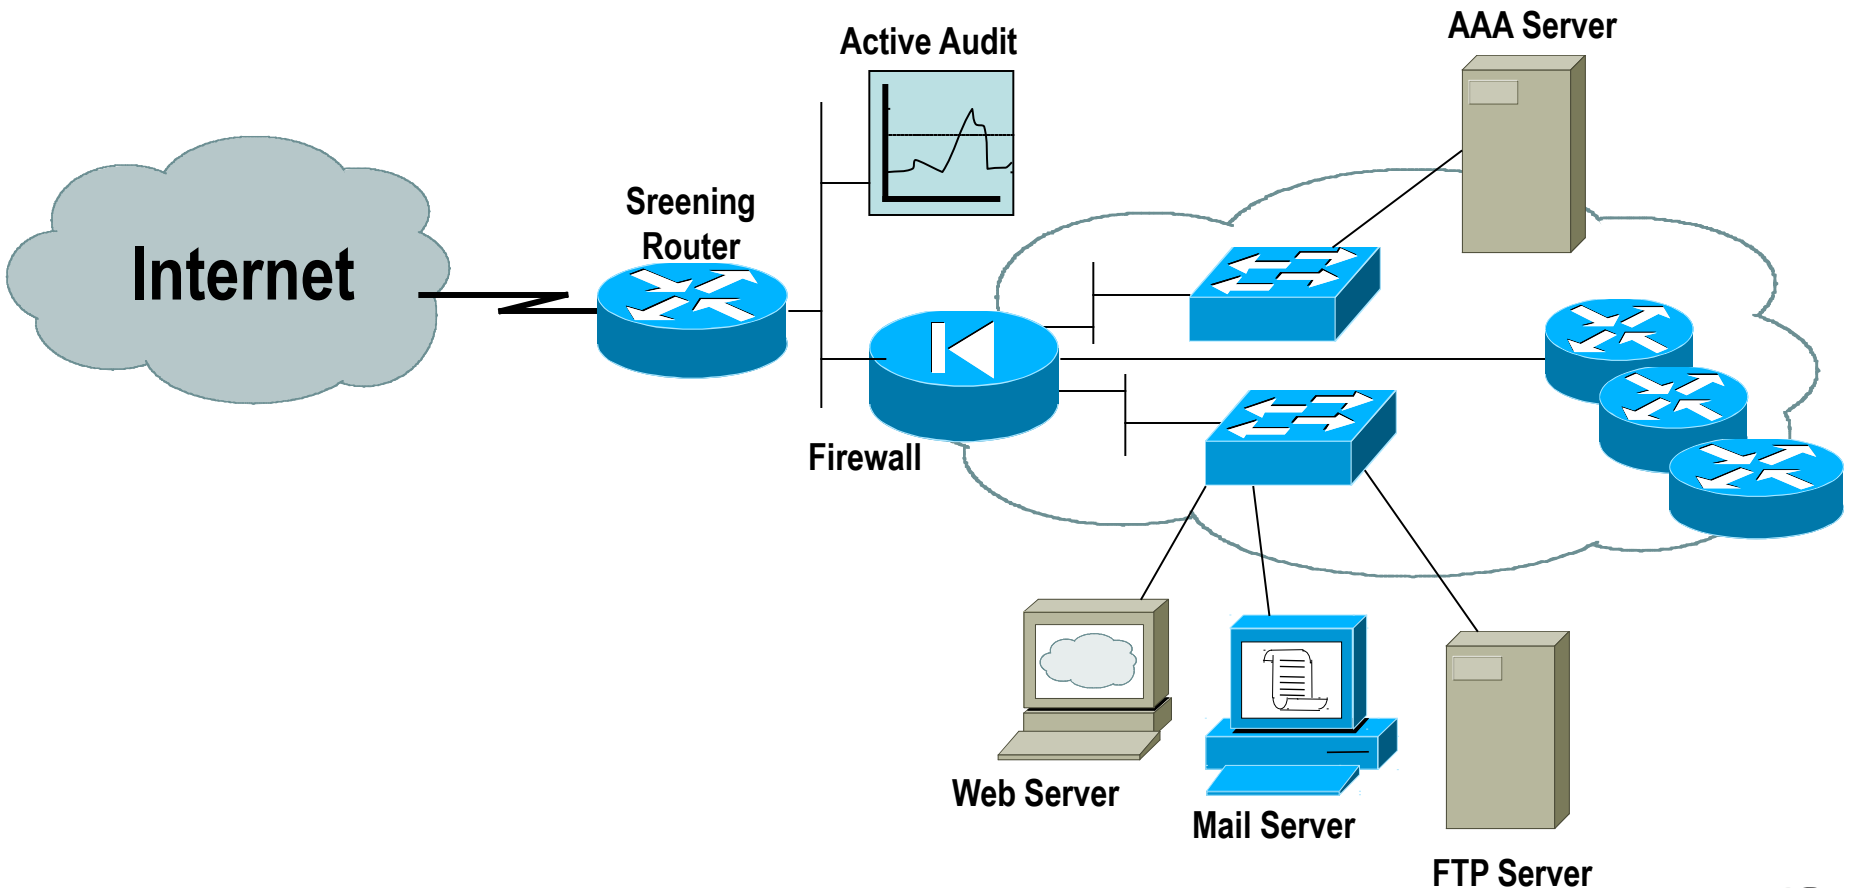 AAA Server
Active Audit
Sreening
Router
Internet
Firewall
Web Server
Mail Server
FTP Server